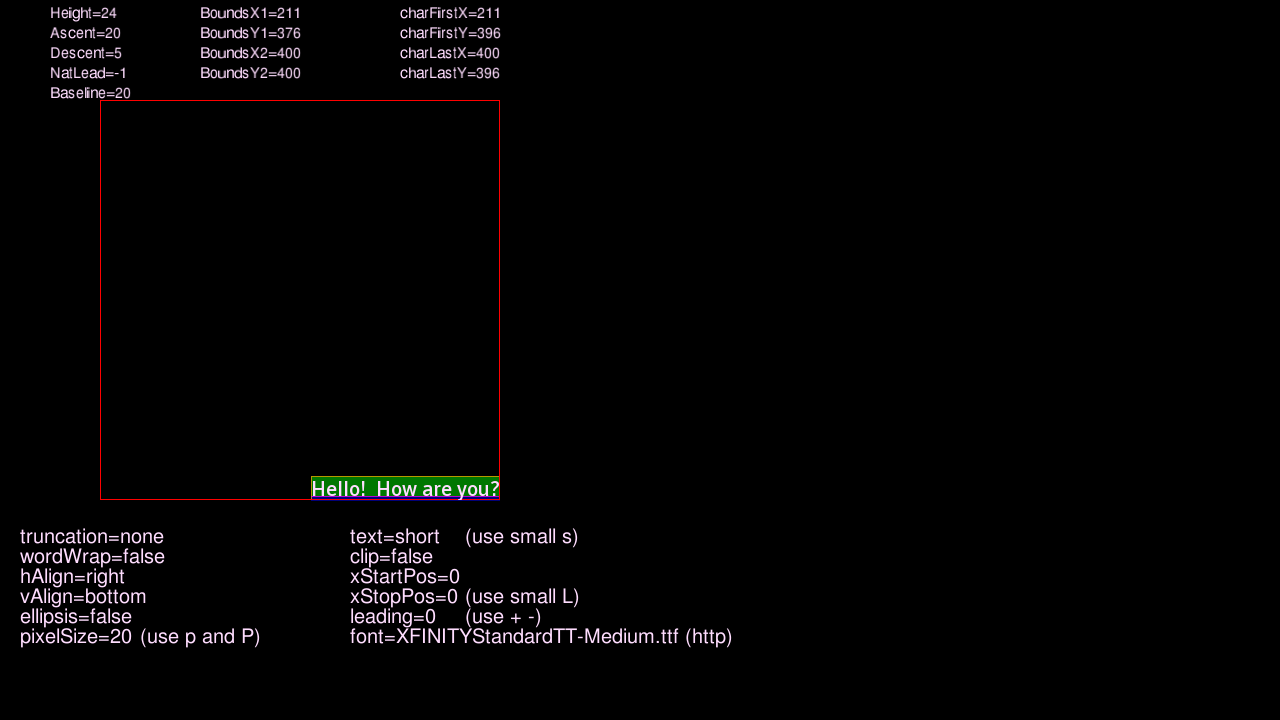 Height=24 BoundsX1=211 charFirstX=211
Ascent=20 BoundsY1=376 charFirstY=396
Descent=5 BoundsX2=400 charLastX=400
NatLead=-1 BoundsY2=400 charLastY=396
Baseline=20
Hello!  How are you?
truncation=none text=short (use small s)
wordWrap=false clip=false
hAlign=right xStartPos=0
vAlign=bottom xStopPos=0 (use small L)
ellipsis=false leading=0 (use + -)
pixelSize=20 (use p and P) font=XFINITYStandardTT-Medium.ttf (http)